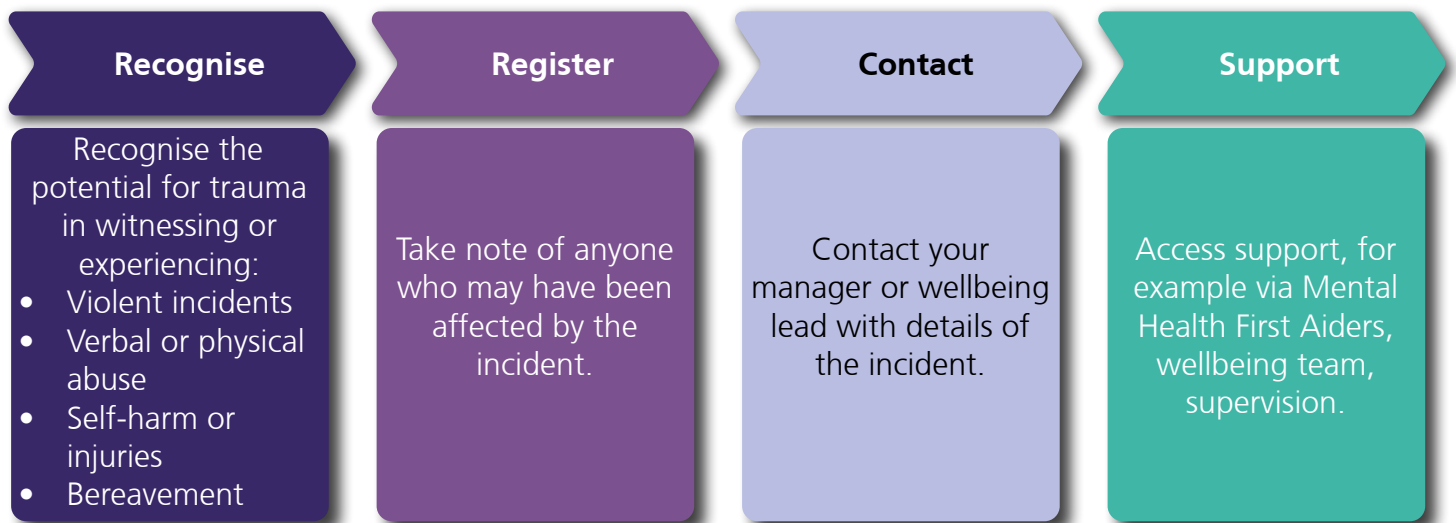 Recognise
Recognise the
potential for trauma
in witnessing or
experiencing:
• Violent incidents
• Verbal or physical
abuse
• Self-harm or
injuries
• Bereavement
Register
Take note of anyone
who may have been
affected by the
incident.
Contact
Contact your
manager or wellbeing
lead with details of
the incident.
Support
Access support, for
example via Mental
Health First Aiders,
wellbeing team,
supervision.